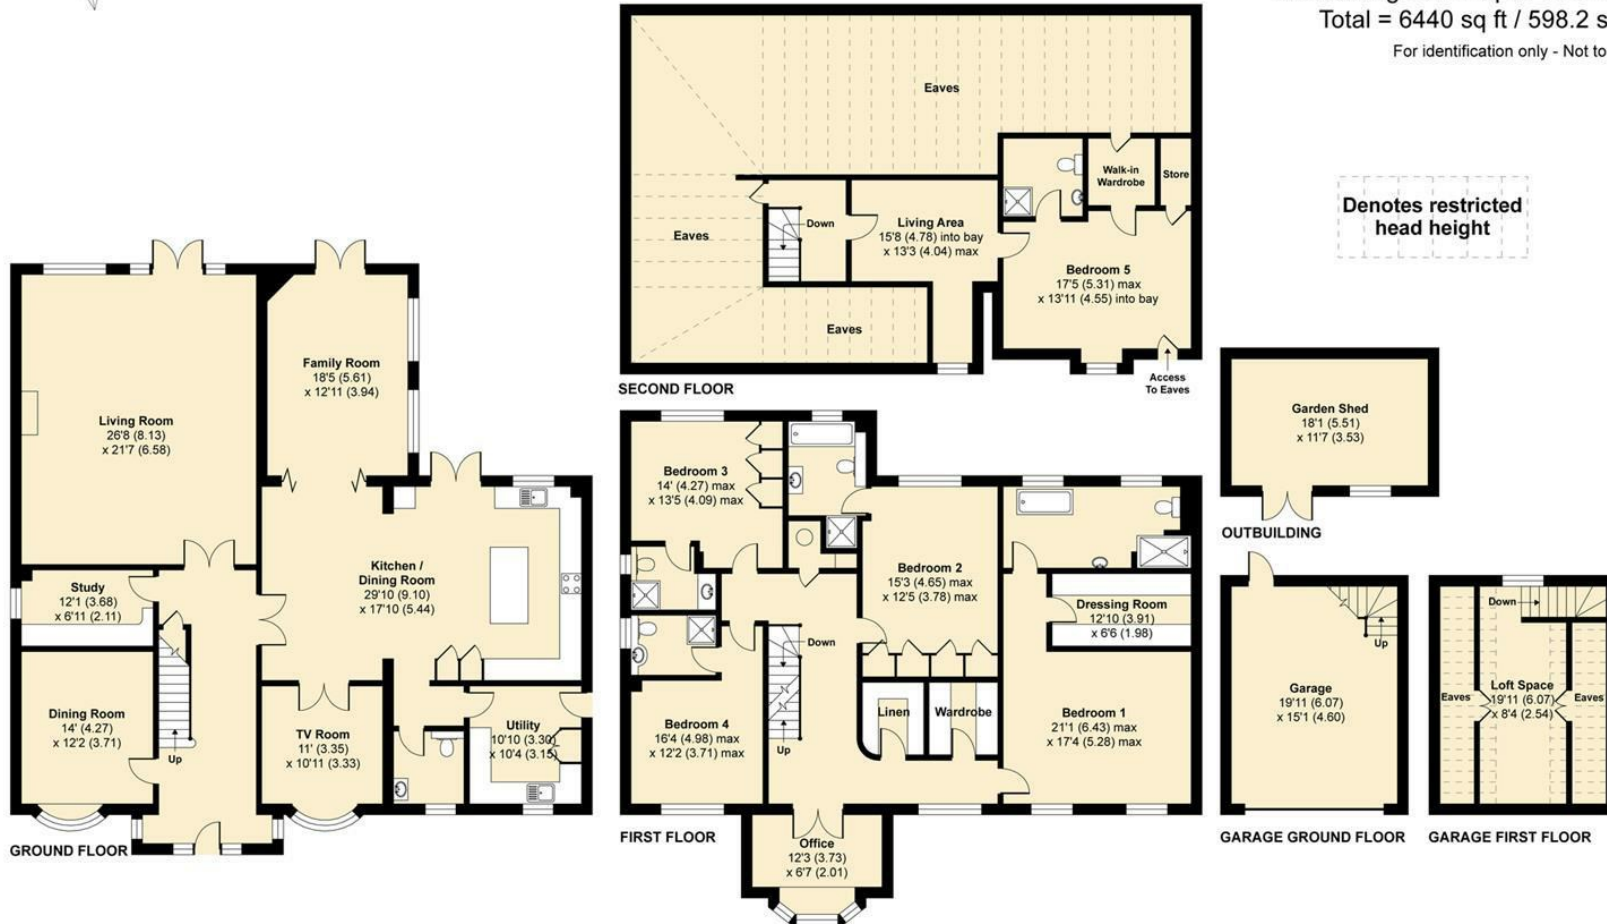 Total = 6440 sq ft / 598.2 s
For identification only - Not to
Eaves
Walk-in
Wardrobe
Store
Denotes restricted
head height
Down
Living Area
15'8 (4.78) into bay
x 13'3 (4.04) max
Eaves
Bedroom 5
17'5 (5.31) max
x 13'11 (4.55) into bay
Eaves
Access
To Eaves
SECOND FLOOR
Family Room
18'5 (5.61)
x 12'11 (3.94)
Living Room
26'8 (8.13)
x 21'7 (6.58)
Kitchen /
Dining Room
29'10 (9.10)
x 17'10 (5.44)
Study
12'1 (3.68)
x 6'11 (2.11)
Dining Room
14' (4.27)
x 12'2 (3.71)
Up
TV Room
11' (3.35)
x 10'11 (3.33)
Utility
10'10 (3.30)
x 10'4 (3.15)
GROUND FLOOR
Bedroom 3
14' (4.27) max
x 13'5 (4.09) max
Bedroom 2
15'3 (4.65) max
x 12'5 (3.78) max
Dressing Room
12'10 (3.91)
x 6'6 (1.98)
Down
Bedroom 4
16'4 (4.98) max
x 12'2 (3.71) max
Up
Linen
Wardrobe
Bedroom 1
21'1 (6.43) max
x 17'4 (5.28) max
FIRST FLOOR
Office
12'3 (3.73)
x 6'7 (2.01)
Garden Shed
18'1 (5.51)
x 11'7 (3.53)
OUTBUILDING
Up
Garage
19'11 (6.07)
x 15'1 (4.60)
GARAGE GROUND FLOOR
Down
Eaves
Loft Space
19'11 (6.07)
x 8'4 (2.54)
Eaves
GARAGE FIRST FLOOR